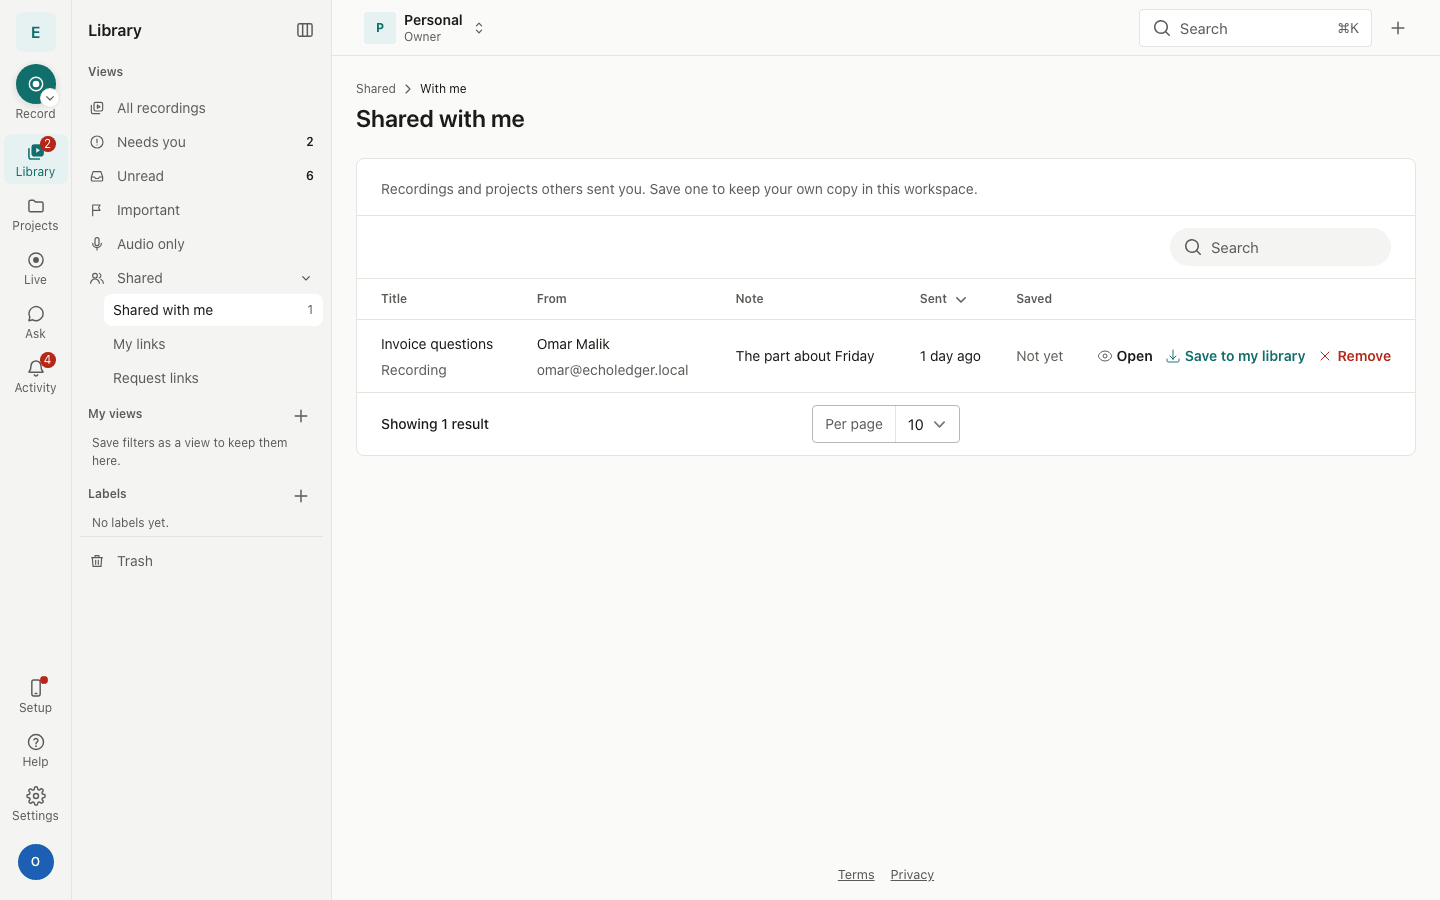 E
Record
2
Library
Projects
Live
Ask
4
Activity
Setup
Help
Settings
O
Library
Views
All recordings
Needs you 2
Unread 6
Important
Audio only
Shared
Shared with me 1
My links
Request links
My views
Save filters as a view to keep them
here.
Labels
No labels yet.
Trash
P
Personal
Owner
Search ⌘K
Shared With me
Shared with me
Recordings and projects others sent you. Save one to keep your own copy in this workspace.
Search
Title From Note Sent Saved
Invoice questions Omar Malik The part about Friday 1 day ago Not yet Open Save to my library Remove
Recording omar@echoledger.local
Showing 1 result Per page 10
Terms Privacy